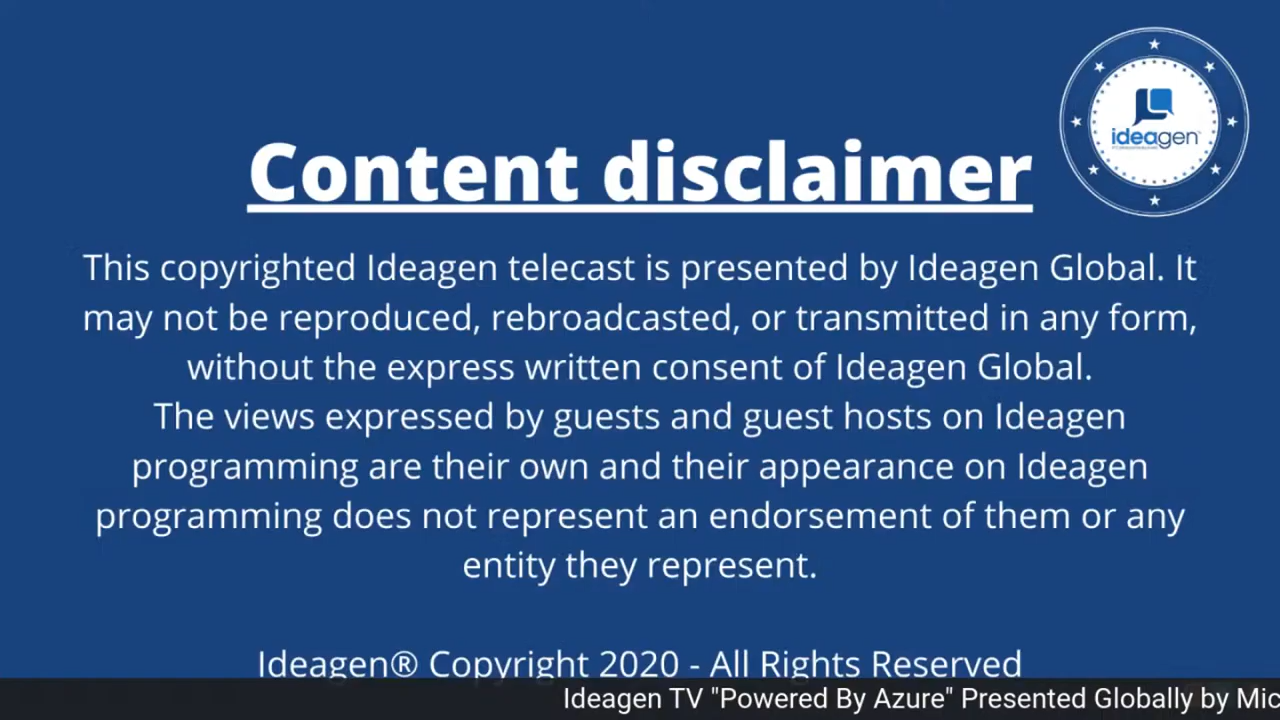 ideagen
Content disclaimer
This copyrighted Ideagen telecast is presented by Ideagen Global. It
may not be reproduced, rebroadcasted, or transmitted in any form,
without the express written consent of Ideagen Global.
The views expressed by guests and guest hosts on Ideagen
programming are their own and their appearance on Ideagen
programming does not represent an endorsement of them or any
entity they represent.
Ideagen® Copyright 2020 - All Rights Reserved
Ideagen TV "Powered By Azure" Presented Globally by Mic